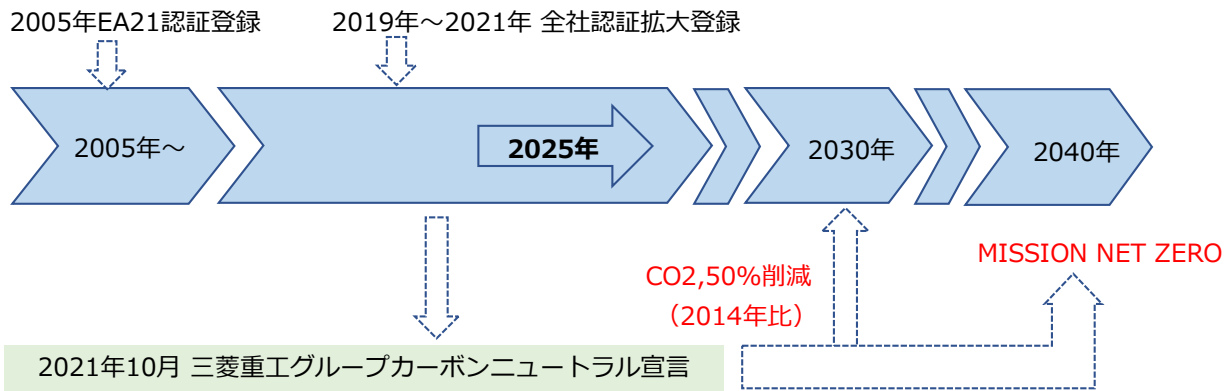 2005年EA21認証登録
2019年～2021年 全社認証拡大登録
2005年～
2025年
2030年
2040年
CO2,50%削減
（2014年比）
MISSION NET ZERO
2021年10月 三菱重工グループカーボンニュートラル宣言